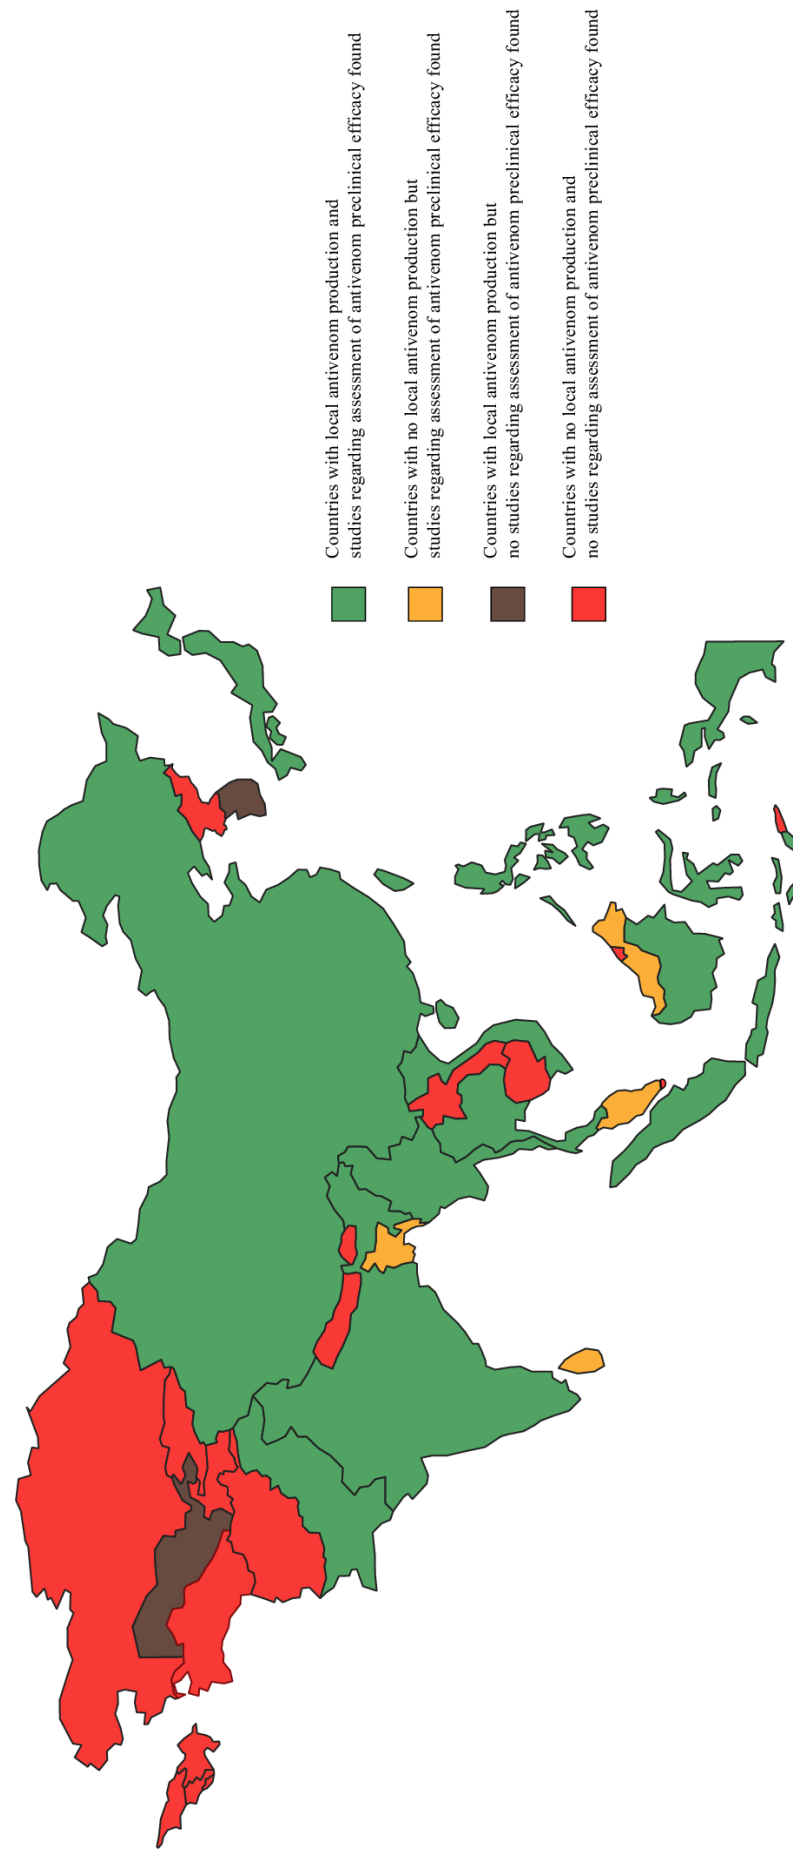 Countries with local antivenom production and
studies regarding assessment of antivenom preclinical efficacy found
Countries with no local antivenom production but
studies regarding assessment of antivenom preclinical efficacy found
Countries with local antivenom production but
no studies regarding assessment of antivenom preclinical efficacy found
Countries with no local antivenom production and
no studies regarding assessment of antivenom preclinical efficacy found